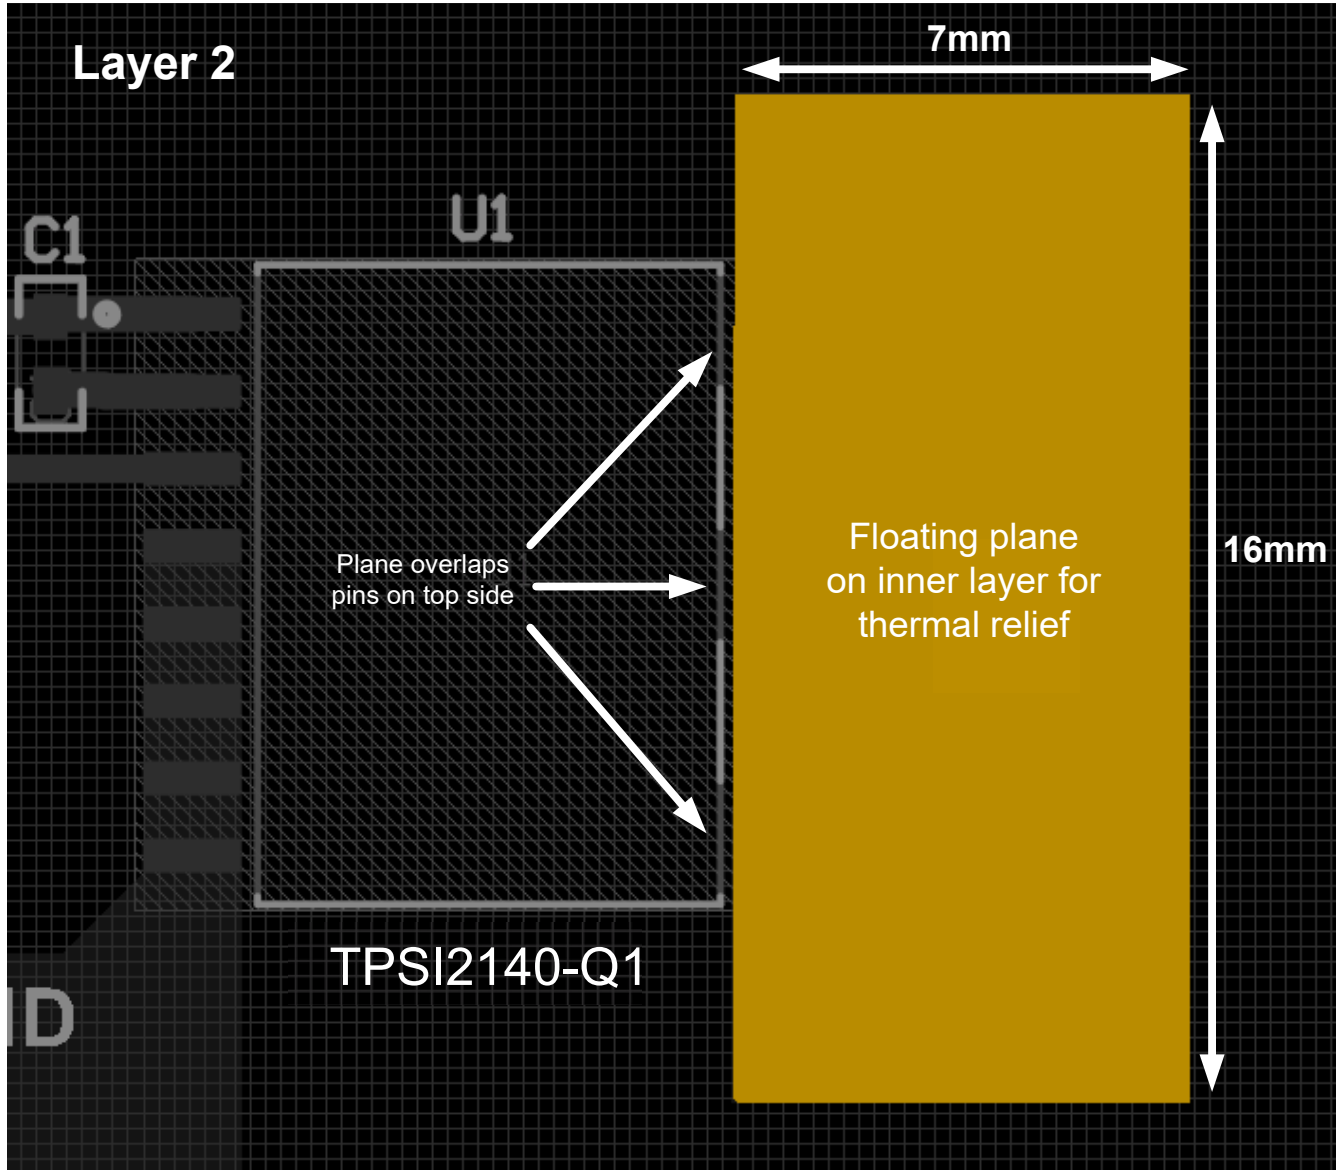 Layer 2
7mm
U1
C1
Floating plane
on inner layer for
thermal relief
16mm
Plane overlaps
pins on top side
TPSI2140-Q1
D